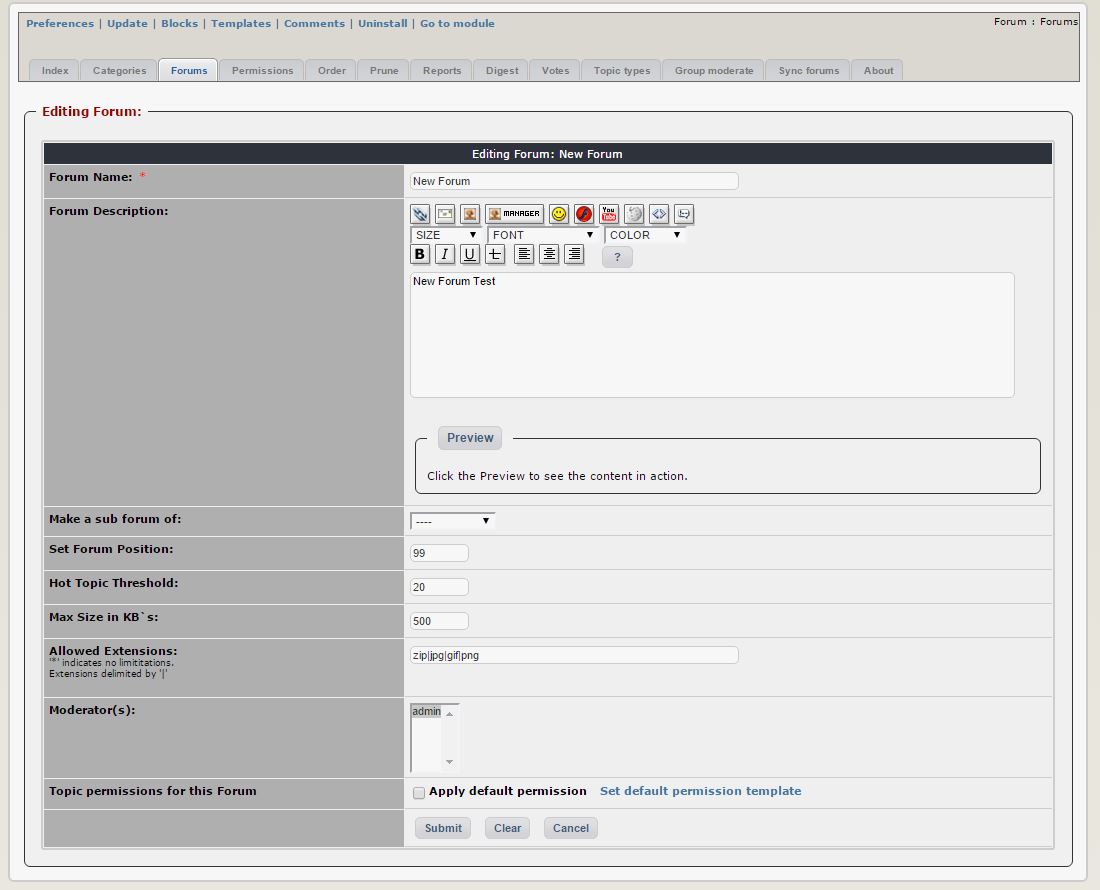 Preferences | Update | Blocks | Templates | Comments | Uninstall | Go to module
Forum : Forums
Index Categories Forums Permissions Order Prune Reports Digest Votes Topic types Group moderate Sync forums About
Editing Forum:
Editing Forum: New Forum
Forum Name: *
New Forum
Forum Description:
MANAGER You Tube
SIZE FONT COLOR
B I U T ?
New Forum Test
Preview
Click the Preview to see the content in action.
Make a sub forum of:
----
Set Forum Position:
99
Hot Topic Threshold:
20
Max Size in KB`s:
500
Allowed Extensions:
'*' indicates no limititations.
Extensions delimited by '|'
zip|jpg|gif|png
Moderator(s):
admin
Topic permissions for this Forum
Apply default permission Set default permission template
Submit Clear Cancel